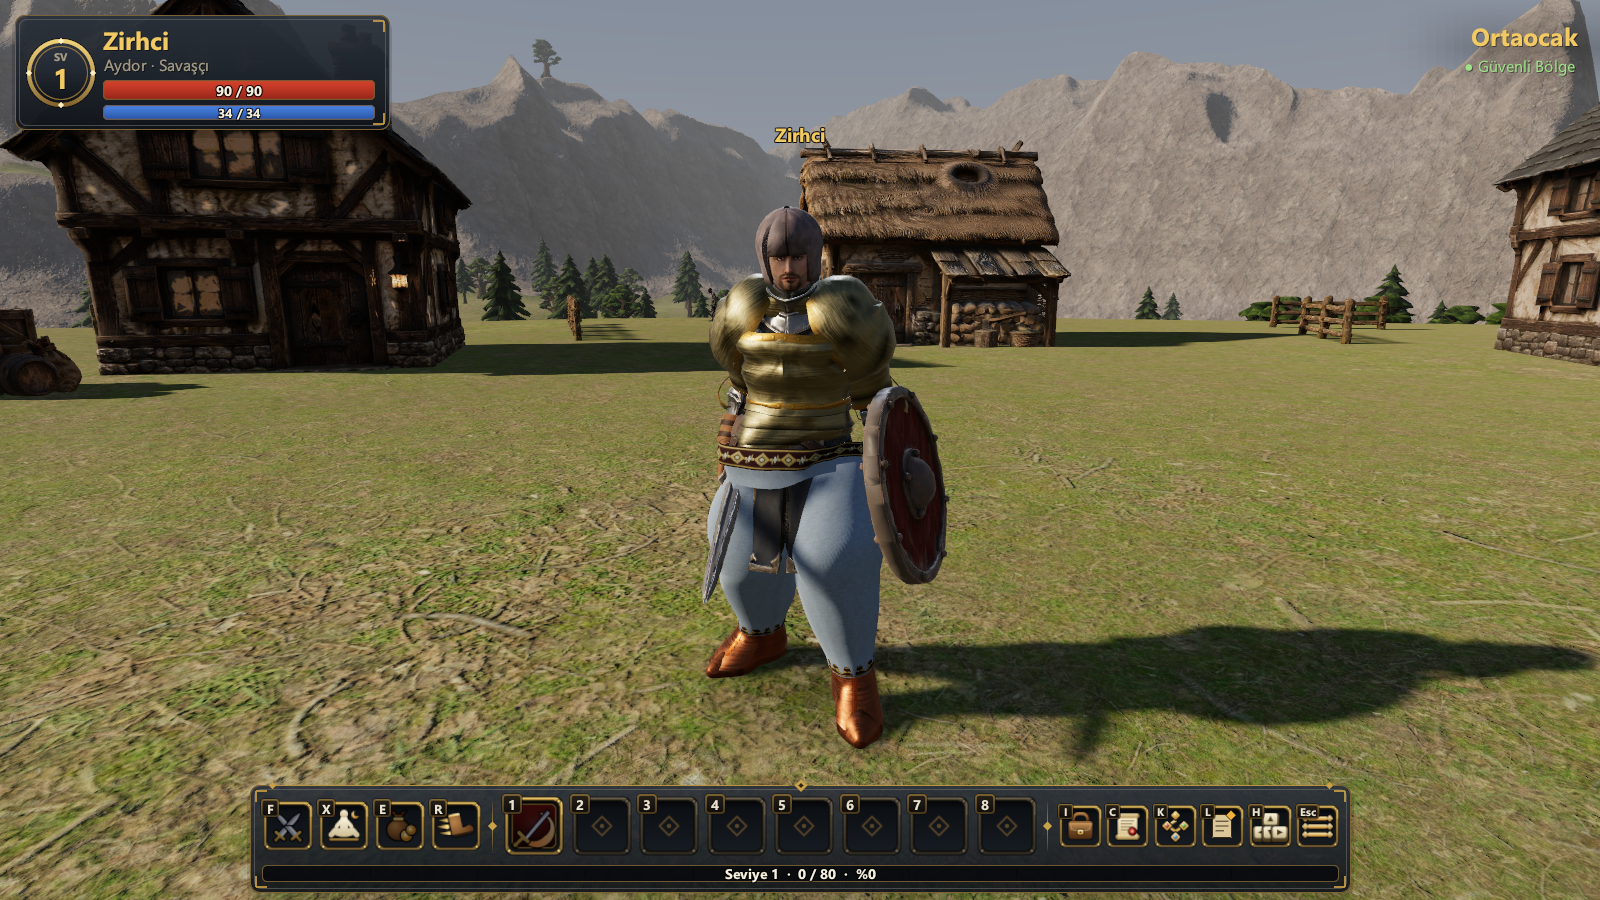 SV
1
Zirhci
Aydor · Savaşçı
90 / 90
34 / 34
Ortaocak
Güvenli Bölge
Zirhci
F X E R 1 2 3 4 5 6 7 8 I C K L H Esc
Seviye 1 · 0 / 80 · %0